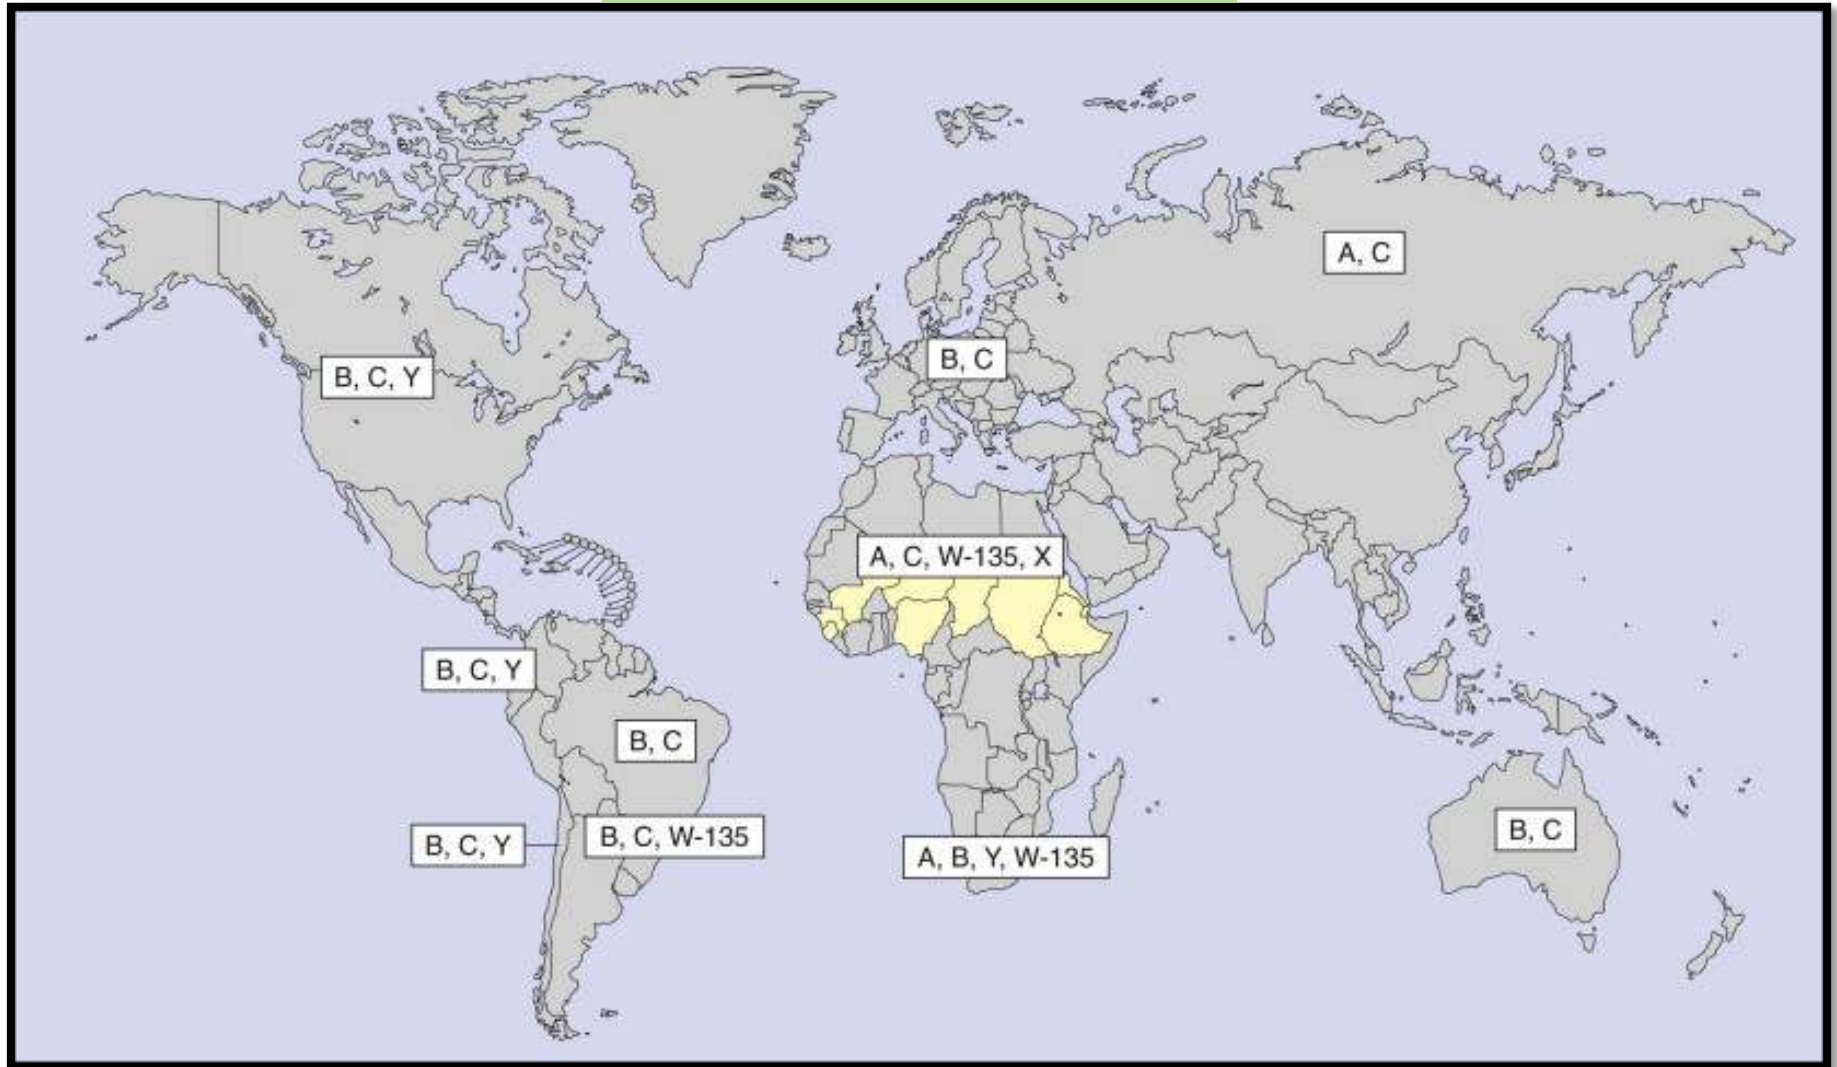 A, C
B, C
B, C, Y
A, C, W-135, X
B, C, Y
B, C
B, C, Y
B, C, W-135
A, B, Y, W-135
B, C